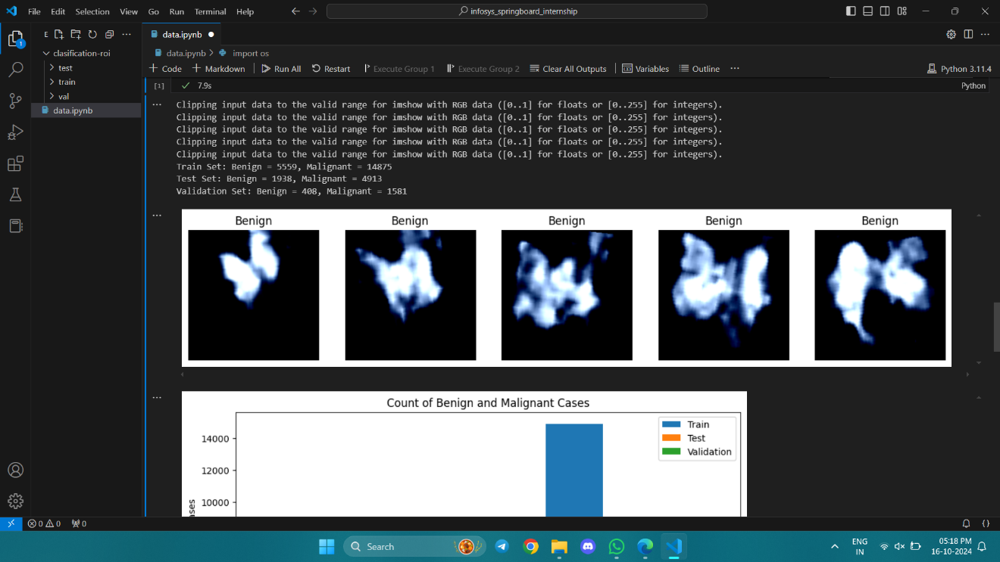 File Edit Selection View Go Run Terminal Help
infosys_springboard_internship
E
data.ipynb
1
clasification-roi
data.ipynb > import os
test
+ Code + Markdown Run All Restart Execute Group 1 Execute Group 2 Clear All Outputs Variables Outline ... Python 3.11.4
train
[1] 7.9s Python
val
data.ipynb
Clipping input data to the valid range for imshow with RGB data ([0..1] for floats or [0..255] for integers).
Clipping input data to the valid range for imshow with RGB data ([0..1] for floats or [0..255] for integers).
Clipping input data to the valid range for imshow with RGB data ([0..1] for floats or [0..255] for integers).
Clipping input data to the valid range for imshow with RGB data ([0..1] for floats or [0..255] for integers).
Clipping input data to the valid range for imshow with RGB data ([0..1] for floats or [0..255] for integers).
Train Set: Benign = 5559, Malignant = 14875
Test Set: Benign = 1938, Malignant = 4913
Validation Set: Benign = 408, Malignant = 1581
Benign Benign Benign Benign Benign
Count of Benign and Malignant Cases
Train
Test
Validation
14000
12000
10000
0 0 0
Search
ENG
IN
05:18 PM
16-10-2024